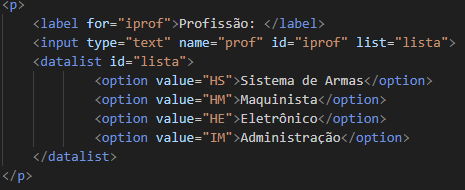 <p>
<label for="iprof">Profissão: </label>
<input type="text" name="prof" id="iprof" list="lista">
<datalist id="lista">
<option value="HS">Sistema de Armas</option>
<option value="HM">Maquinista</option>
<option value="HE">Eletrônico</option>
<option value="IM">Administração</option>
</datalist>
</p>